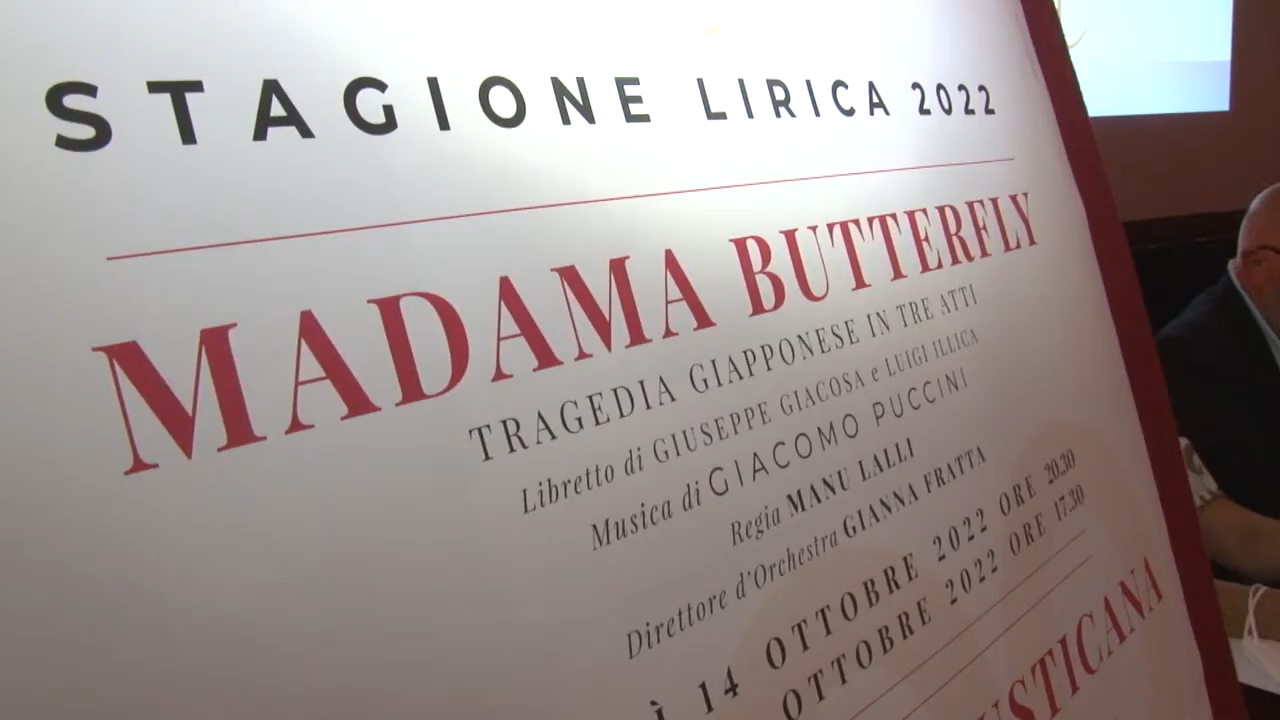 STAGIONE LIRICA 2022
MADAMA BUTTERFLY
TRAGEDIA GIAPPONESE IN TRE ATTI
Libretto di GIUSEPPE GIACOSA e LUIGI ILLICA
Musica di GIACOMO PUCCINI
Regia MANU LALLI
Direttore d'Orchestra GIANNA FRATTA
14 OTTOBRE 2022 ORE 20.30
OTTOBRE 2022 ORE 17.30